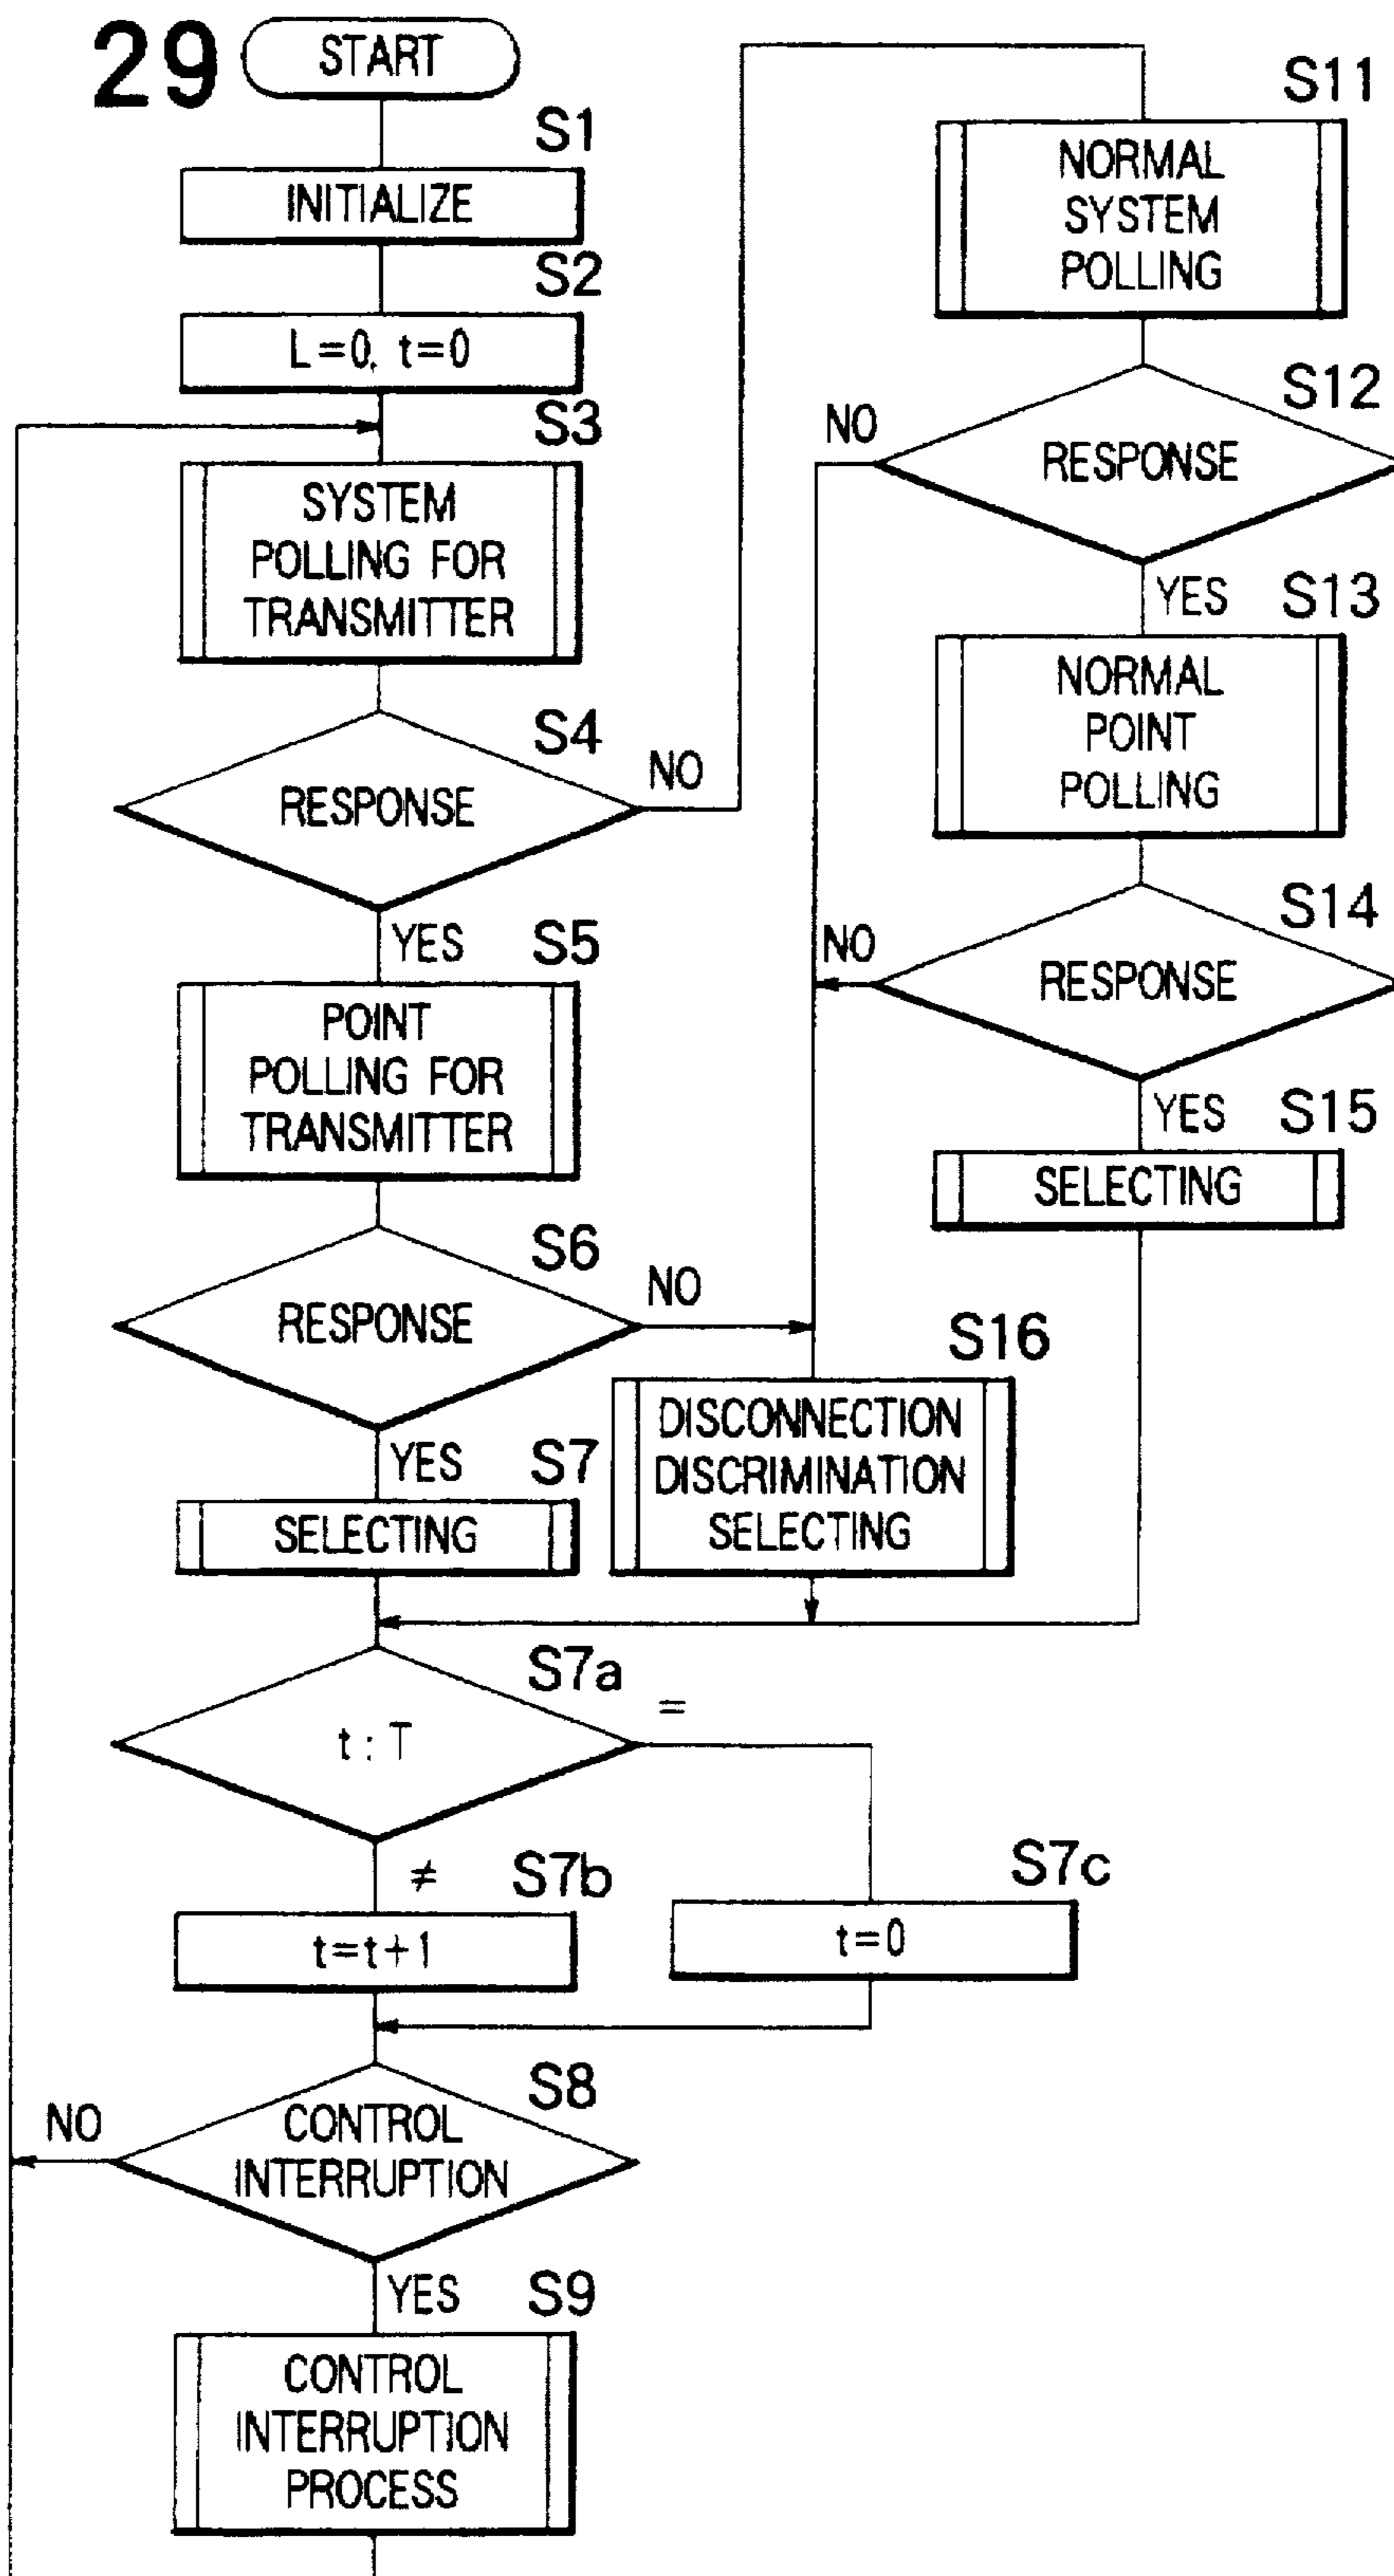 29
START
S1
INITIALIZE
S2
L=0, t=0
S3
SYSTEM
POLLING FOR
TRANSMITTER
S4
RESPONSE
NO
YES
S5
POINT
POLLING FOR
TRANSMITTER
S6
RESPONSE
NO
YES
S7
SELECTING
S7a
t : T
=
≠
S7b
t=t+1
S7c
t=0
S8
CONTROL
INTERRUPTION
NO
YES
S9
CONTROL
INTERRUPTION
PROCESS
S11
NORMAL
SYSTEM
POLLING
S12
RESPONSE
NO
YES
S13
NORMAL
POINT
POLLING
S14
RESPONSE
NO
YES
S15
SELECTING
S16
DISCONNECTION
DISCRIMINATION
SELECTING